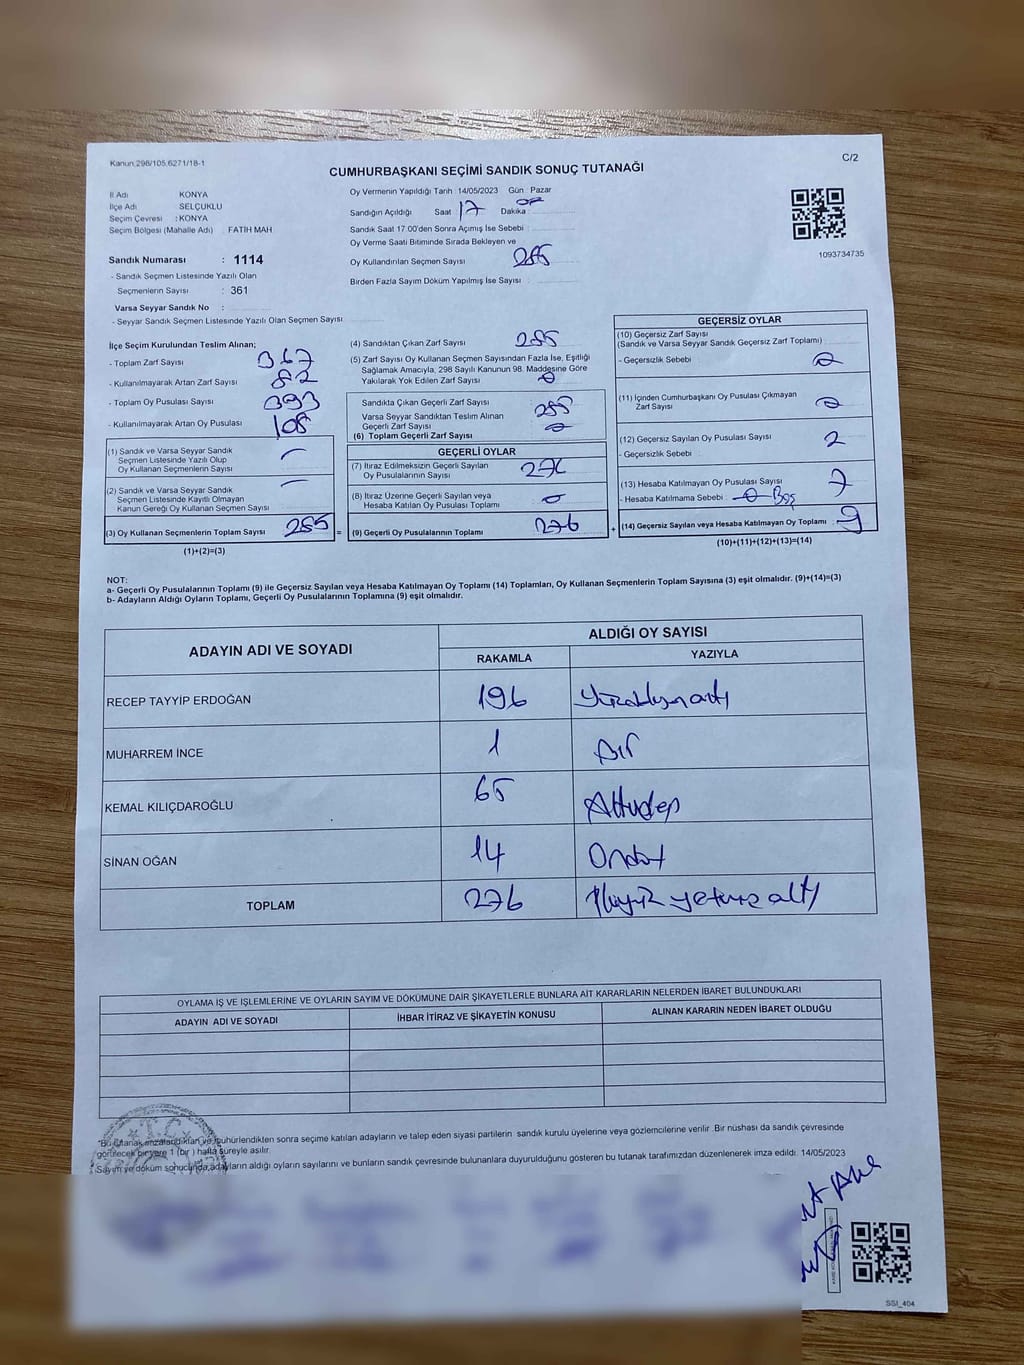 Kanun 298/105,6271/18-1
C/2
CUMHURBAŞKANI SEÇİMİ SANDIK SONUÇ TUTANAĞI
İl Adı KONYA
İlçe Adı SELÇUKLU
Seçim Çevresi : KONYA
Seçim Bölgesi (Mahalle Adı) FATİH MAH
Oy Vermenin Yapıldığı Tarih 14/05/2023 Gün Pazar
Sandığın Açıldığı Saat 17 Dakika
Sandık Saat 17:00'den Sonra Açımış İse Sebebi
Oy Verme Saati Bitiminde Sırada Bekleyen ve
Oy Kullandırılan Seçmen Sayısı 285
Birden Fazla Sayım Döküm Yapılmış İse Sayısı
1093734735
Sandık Numarası : 1114
- Sandık Seçmen Listesinde Yazılı Olan
Seçmenlerin Sayısı : 361
Varsa Seyyar Sandık No :
- Seyyar Sandık Seçmen Listesinde Yazılı Olan Seçmen Sayısı
İlçe Seçim Kurulundan Teslim Alınan;
- Toplam Zarf Sayısı 367
- Kullanılmayarak Artan Zarf Sayısı 82
- Toplam Oy Pusulası Sayısı 393
- Kullanılmayarak Artan Oy Pusulası 108
(1) Sandık ve Varsa Seyyar Sandık
Seçmen Listesinde Yazılı Olup
Oy Kullanan Seçmenlerin Sayısı
(2) Sandık ve Varsa Seyyar Sandık
Seçmen Listesinde Kayıtlı Olmayan
Kanun Gereği Oy Kullanan Seçmen Sayısı
(3) Oy Kullanan Seçmenlerin Toplam Sayısı 285 =
(1)+(2)=(3)
(4) Sandıktan Çıkan Zarf Sayısı 285
(5) Zarf Sayısı Oy Kullanan Seçmen Sayısından Fazla İse, Eşitliği
Sağlamak Amacıyla, 298 Sayılı Kanunun 98. Maddesine Göre
Yakılarak Yok Edilen Zarf Sayısı 0
Sandıkta Çıkan Geçerli Zarf Sayısı 285
Varsa Seyyar Sandıktan Teslim Alınan
Geçerli Zarf Sayısı 0
(6) Toplam Geçerli Zarf Sayısı
GEÇERLİ OYLAR
(7) İtiraz Edilmeksizin Geçerli Sayılan
Oy Pusulalarının Sayısı 276
(8) İtiraz Üzerine Geçerli Sayılan veya
Hesaba Katılan Oy Pusulası Toplamı 0
(9) Geçerli Oy Pusulalarının Toplamı 276 +
GEÇERSİZ OYLAR
(10) Geçersiz Zarf Sayısı
(Sandık ve Varsa Seyyar Sandık Geçersiz Zarf Toplamı)
- Geçersizlik Sebebi 0
(11) İçinden Cumhurbaşkanı Oy Pusulası Çıkmayan
Zarf Sayısı 0
(12) Geçersiz Sayılan Oy Pusulası Sayısı 2
- Geçersizlik Sebebi
(13) Hesaba Katılmayan Oy Pusulası Sayısı 7
- Hesaba Katılmama Sebebi : 0 Boş
(14) Geçersiz Sayılan veya Hesaba Katılmayan Oy Toplamı 9
(10)+(11)+(12)+(13)=(14)
NOT:
a- Geçerli Oy Pusulalarının Toplamı (9) ile Geçersiz Sayılan veya Hesaba Katılmayan Oy Toplamı (14) Toplamları, Oy Kullanan Seçmenlerin Toplam Sayısına (3) eşit olmalıdır. (9)+(14)=(3)
b- Adayların Aldığı Oyların Toplamı, Geçerli Oy Pusulalarının Toplamına (9) eşit olmalıdır.
ADAYIN ADI VE SOYADI
ALDIĞI OY SAYISI
RAKAMLA YAZIYLA
RECEP TAYYİP ERDOĞAN 196 Yüzdoksanaltı
MUHARREM İNCE 1 Bir
KEMAL KILIÇDAROĞLU 65 Altmışbeş
SİNAN OĞAN 14 Ondört
TOPLAM 276 İkiyüz yetmiş altı
OYLAMA İŞ VE İŞLEMLERİNE VE OYLARIN SAYIM VE DÖKÜMÜNE DAİR ŞİKAYETLERLE BUNLARA AİT KARARLARIN NELERDEN İBARET BULUNDUKLARI
ADAYIN ADI VE SOYADI
İHBAR İTİRAZ VE ŞİKAYETİN KONUSU
ALINAN KARARIN NEDEN İBARET OLDUĞU
T.C.
*Bu tutanak imzalandıktan ve mühürlendikten sonra seçime katılan adayların ve talep eden siyasi partilerin sandık kurulu üyelerine veya gözlemcilerine verilir. Bir nüshası da sandık çevresinde
görülecek bir yere 1 (bir) hafta süreyle asılır.
Sayım ve döküm sonucunda adayların aldığı oyların sayılarını ve bunların sandık çevresinde bulunanlara duyurulduğunu gösteren bu tutanak tarafımızdan düzenlenerek imza edildi. 14/05/2023
SSI_404